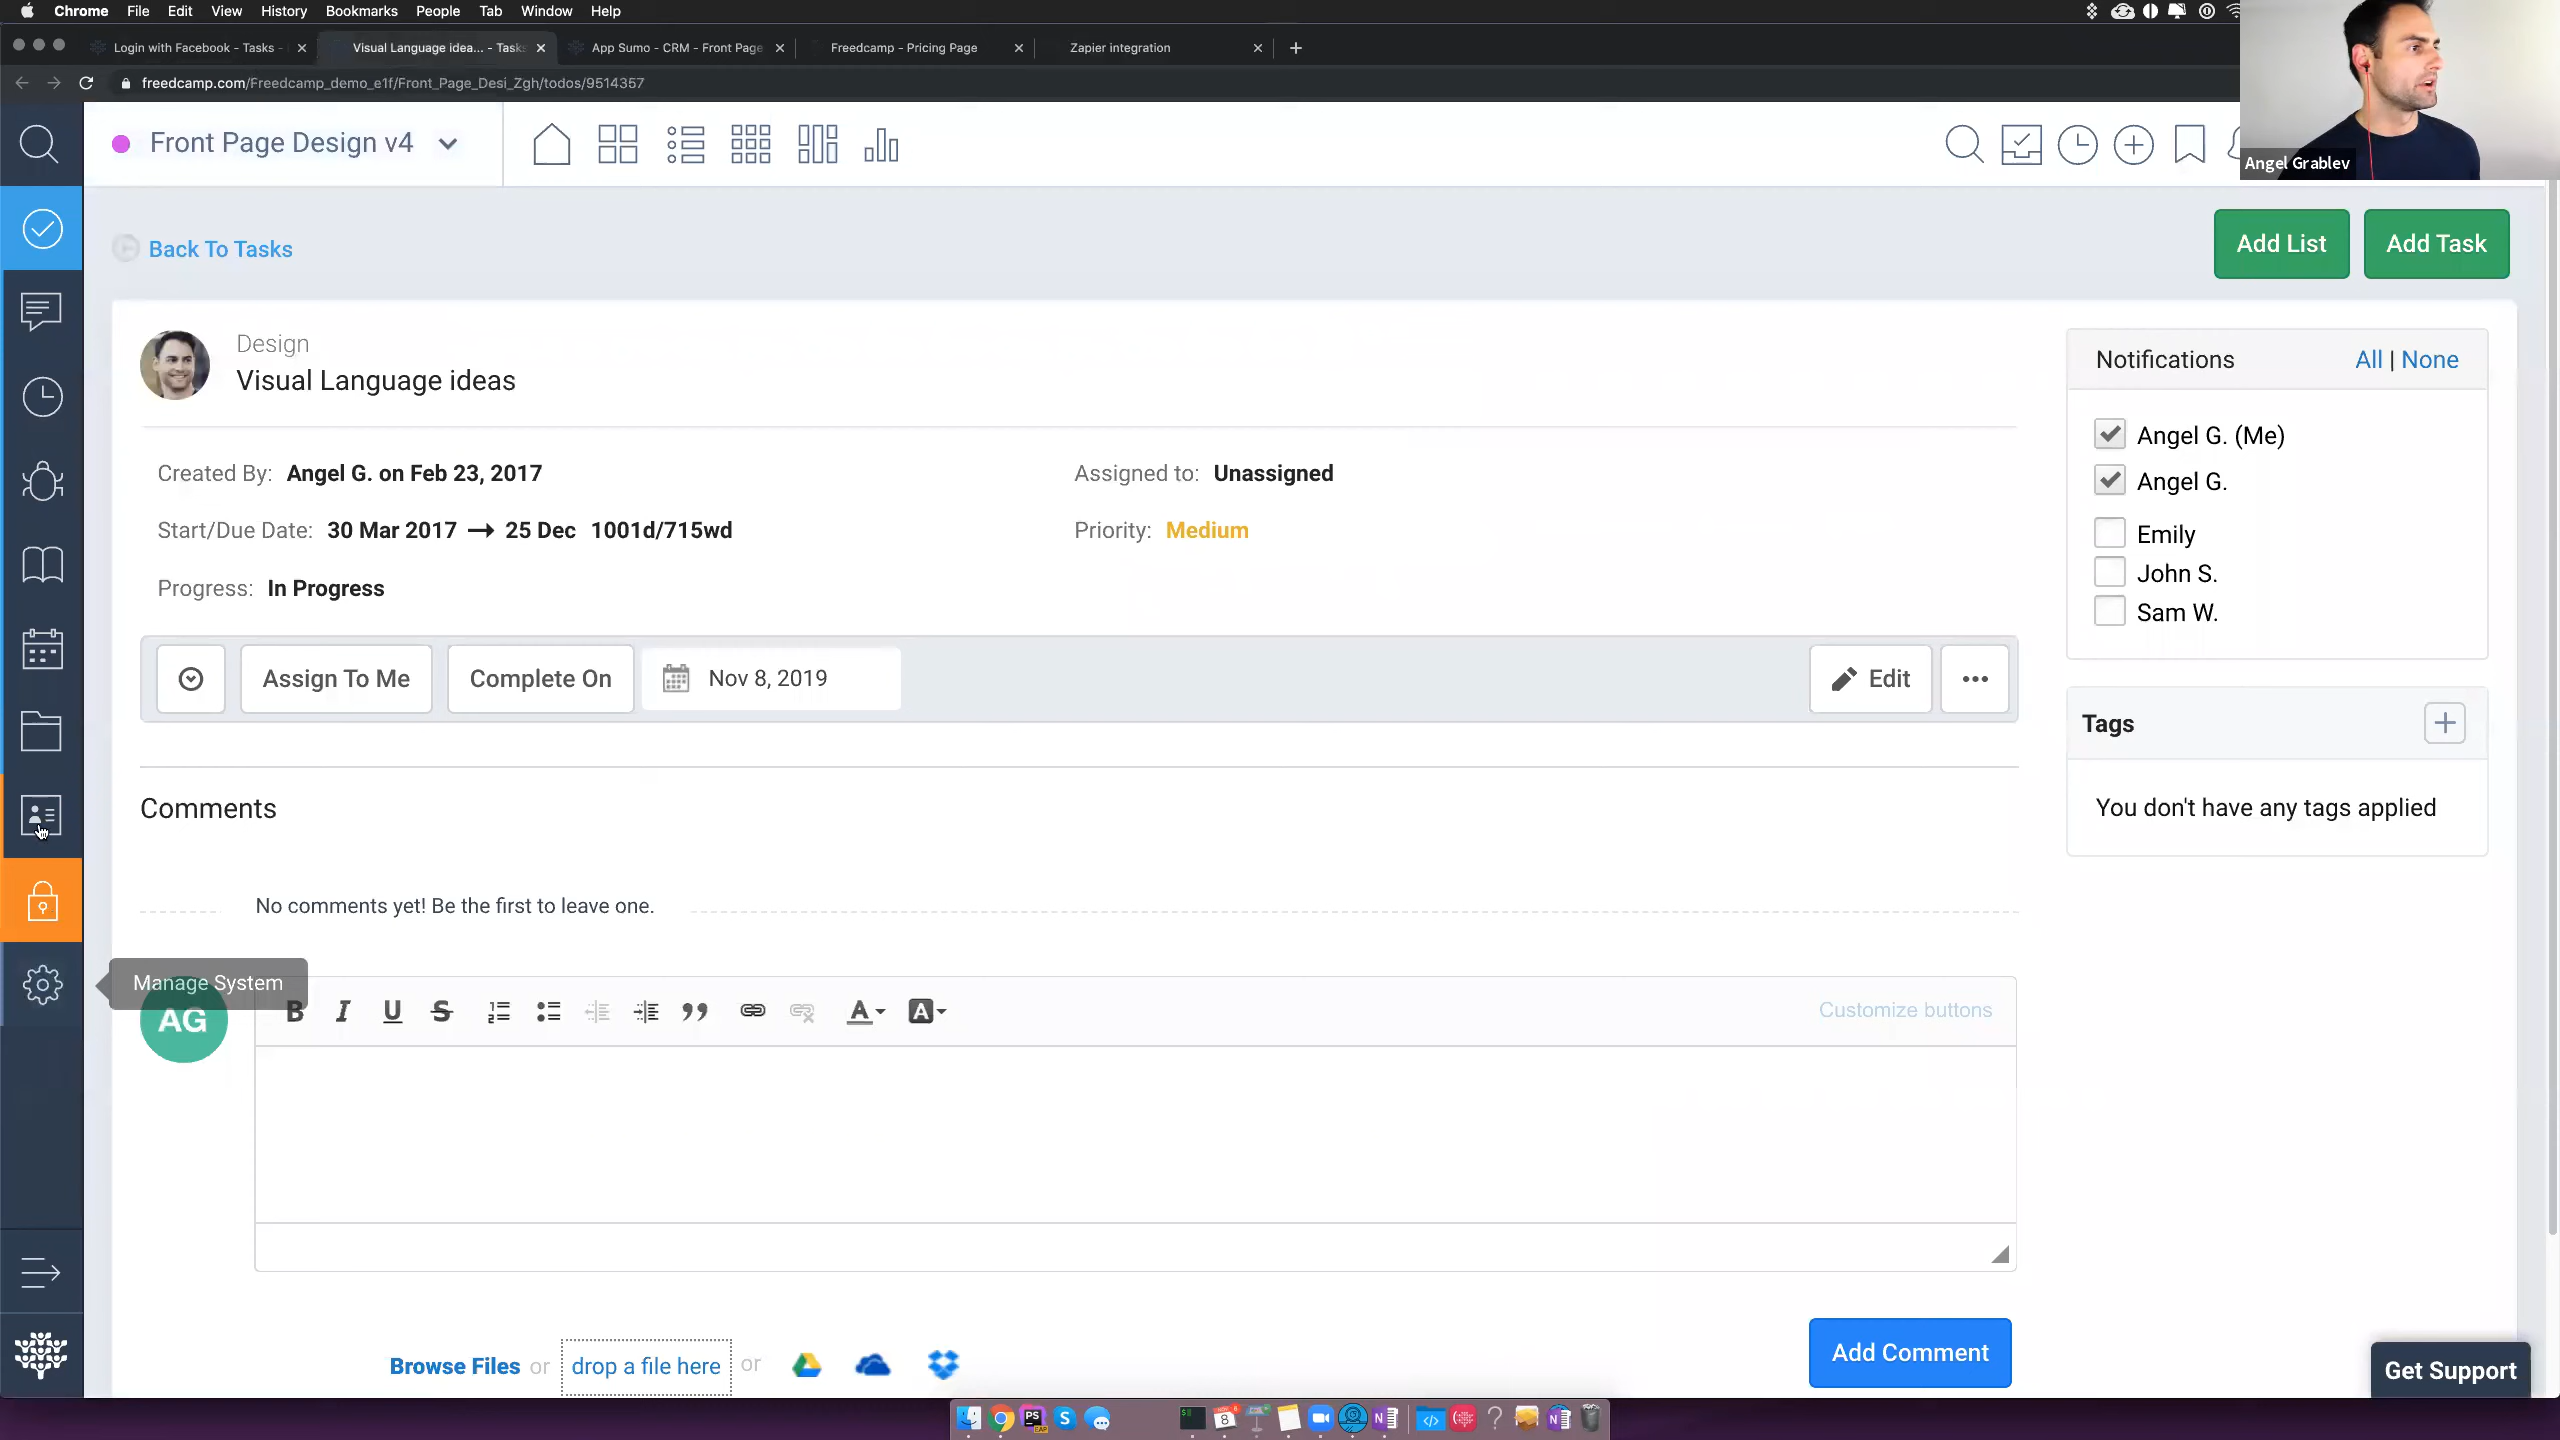 Chrome File Edit View History Bookmarks People Tab Window Help
Login with Facebook - Tasks - Visual Language idea... - Tasks App Sumo - CRM - Front Page Freedcamp - Pricing Page Zapier integration
freedcamp.com/Freedcamp_demo_e1f/Front_Page_Desi_Zgh/todos/9514357
Front Page Design v4
Angel Grablev
Back To Tasks
Add List Add Task
Design
Visual Language ideas
Created By: Angel G. on Feb 23, 2017
Assigned to: Unassigned
Start/Due Date: 30 Mar 2017 → 25 Dec 1001d/715wd
Priority: Medium
Progress: In Progress
Assign To Me Complete On Nov 8, 2019 Edit
Notifications All | None
Angel G. (Me)
Angel G.
Emily
John S.
Sam W.
Tags
You don't have any tags applied
Comments
No comments yet! Be the first to leave one.
Manage System
AG
B I U S A A Customize buttons
Browse Files or drop a file here or
Add Comment
Get Support